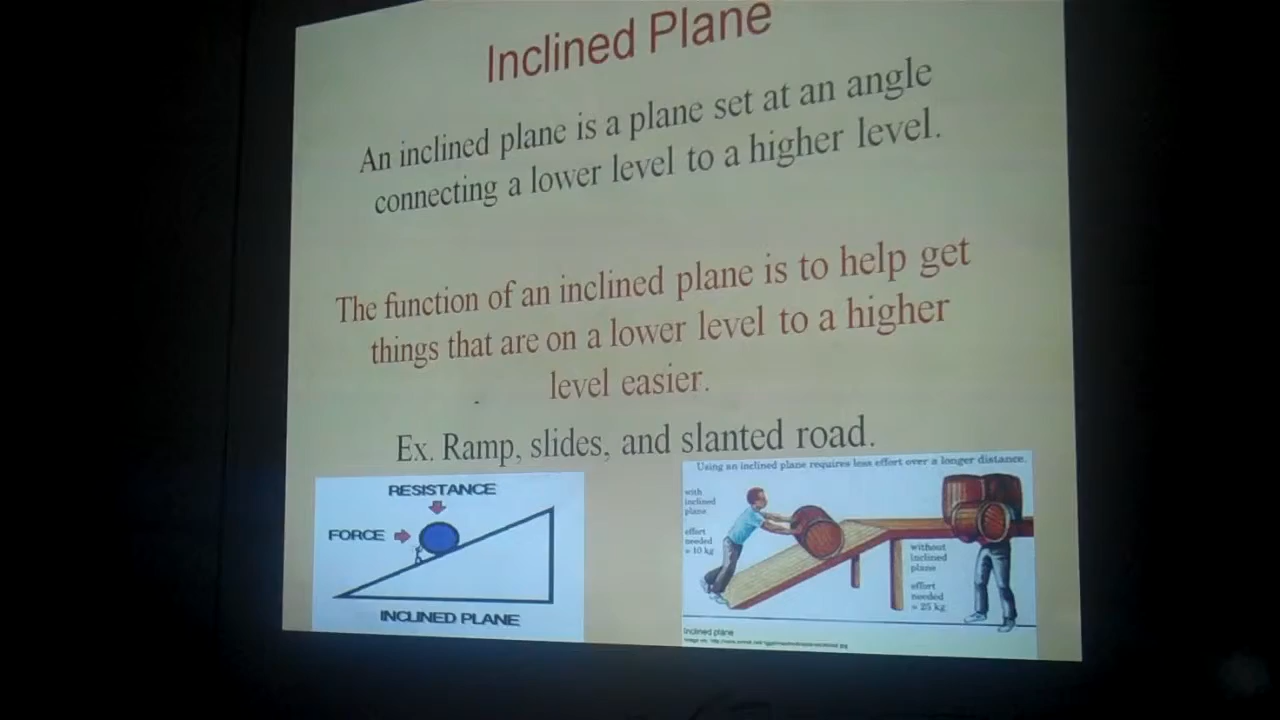 Inclined Plane
An inclined plane is a plane set at an angle
connecting a lower level to a higher level.
The function of an inclined plane is to help get
things that are on a lower level to a higher
level easier.
Ex. Ramp, slides, and slanted road.
RESISTANCE
FORCE
INCLINED PLANE
Using an inclined plane requires less effort over a longer distance.
with
inclined
plane
effort
needed
= 10 kg
without
inclined
plane
effort
needed
= 25 kg
Inclined plane